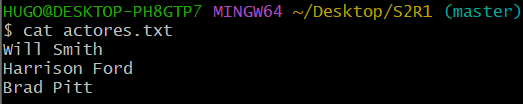 HUGO@DESKTOP-PH8GTP7 MINGW64 ~/Desktop/S2R1 (master)
$ cat actores.txt
Will Smith
Harrison Ford
Brad Pitt